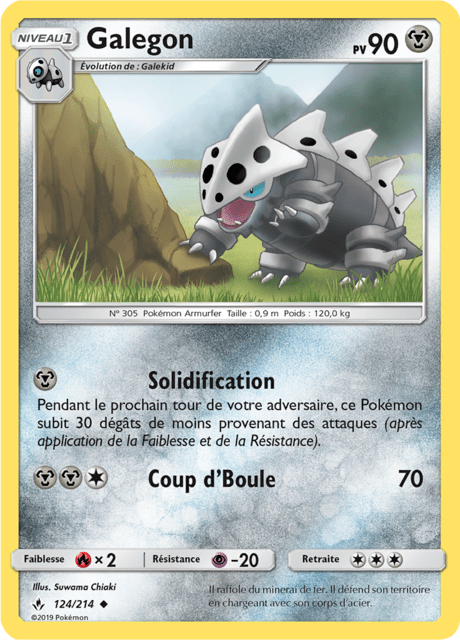 NIVEAU 1
Galegon
PV 90
Évolution de : Galekid
N° 305 Pokémon Armurfer Taille : 0,9 m Poids : 120,0 kg
Solidification
Pendant le prochain tour de votre adversaire, ce Pokémon
subit 30 dégâts de moins provenant des attaques (après
application de la Faiblesse et de la Résistance).
Coup d'Boule 70
Faiblesse × 2 Résistance -20 Retraite
Illus. Suwama Chiaki
124/214
©2019 Pokémon
Il raffole du minerai de fer. Il défend son territoire
en chargeant avec son corps d'acier.